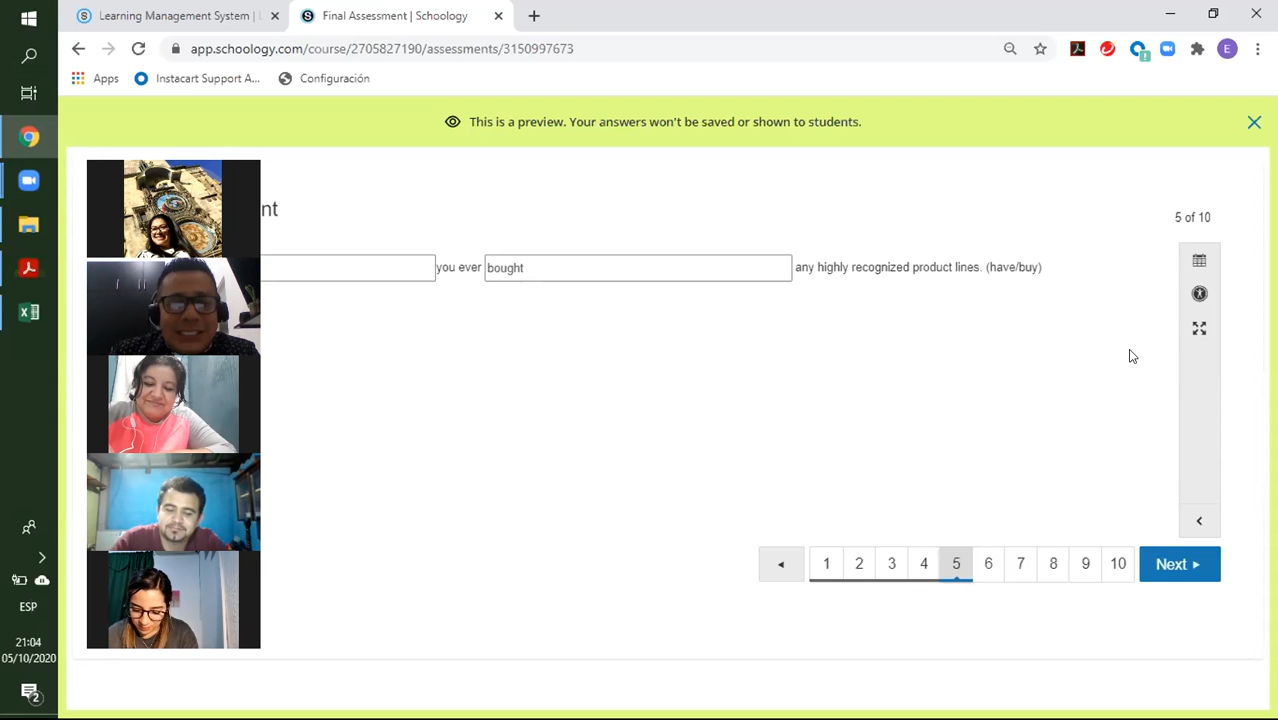 Learning Management System | L
Final Assessment | Schoology
app.schoology.com/course/2705827190/assessments/3150997673
E
Apps
Instacart Support A...
Configuración
This is a preview. Your answers won't be saved or shown to students.
nt
5 of 10
you ever
bought
any highly recognized product lines. (have/buy)
1
2
3
4
5
6
7
8
9
10
Next
ESP
21:04
05/10/2020
2